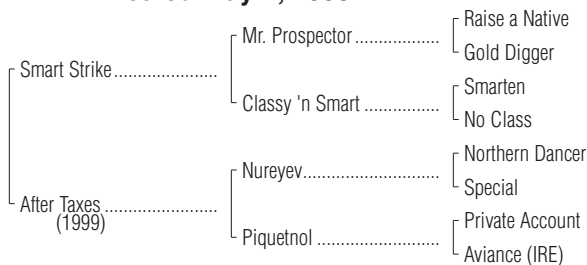 Raise a Native
Mr. Prospector ..................
Gold Digger
Smart Strike ......................
Smarten
Classy 'n Smart ................
No Class
Northern Dancer
Nureyev.............................
Special
After Taxes ........................
(1999)
Private Account
Piquetnol ..........................
Aviance (IRE)